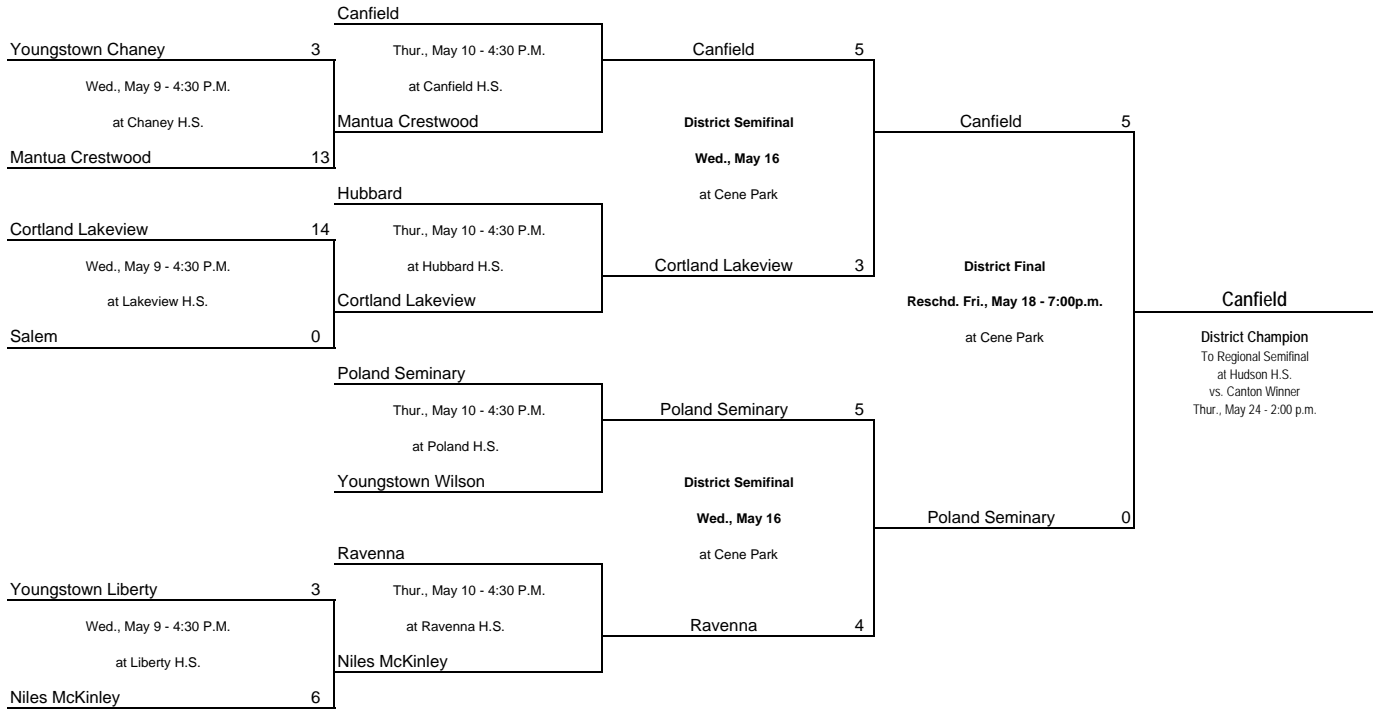 Canfield
Youngstown Chaney 3
Thur., May 10 - 4:30 P.M.
Canfield 5
Wed., May 9 - 4:30 P.M.
at Canfield H.S.
at Chaney H.S.
Mantua Crestwood
District Semifinal
Canfield 5
Mantua Crestwood 13
Wed., May 16
Hubbard
at Cene Park
Cortland Lakeview 14
Thur., May 10 - 4:30 P.M.
Wed., May 9 - 4:30 P.M.
at Hubbard H.S.
Cortland Lakeview 3
District Final
at Lakeview H.S.
Cortland Lakeview
Reschd. Fri., May 18 - 7:00p.m.
Canfield
Salem 0
at Cene Park
District Champion
To Regional Semifinal
at Hudson H.S.
vs. Canton Winner
Thur., May 24 - 2:00 p.m.
Poland Seminary
Thur., May 10 - 4:30 P.M.
Poland Seminary 5
at Poland H.S.
Youngstown Wilson
District Semifinal
Wed., May 16
Poland Seminary 0
Ravenna
at Cene Park
Youngstown Liberty 3
Thur., May 10 - 4:30 P.M.
Wed., May 9 - 4:30 P.M.
at Ravenna H.S.
Ravenna 4
at Liberty H.S.
Niles McKinley
Niles McKinley 6